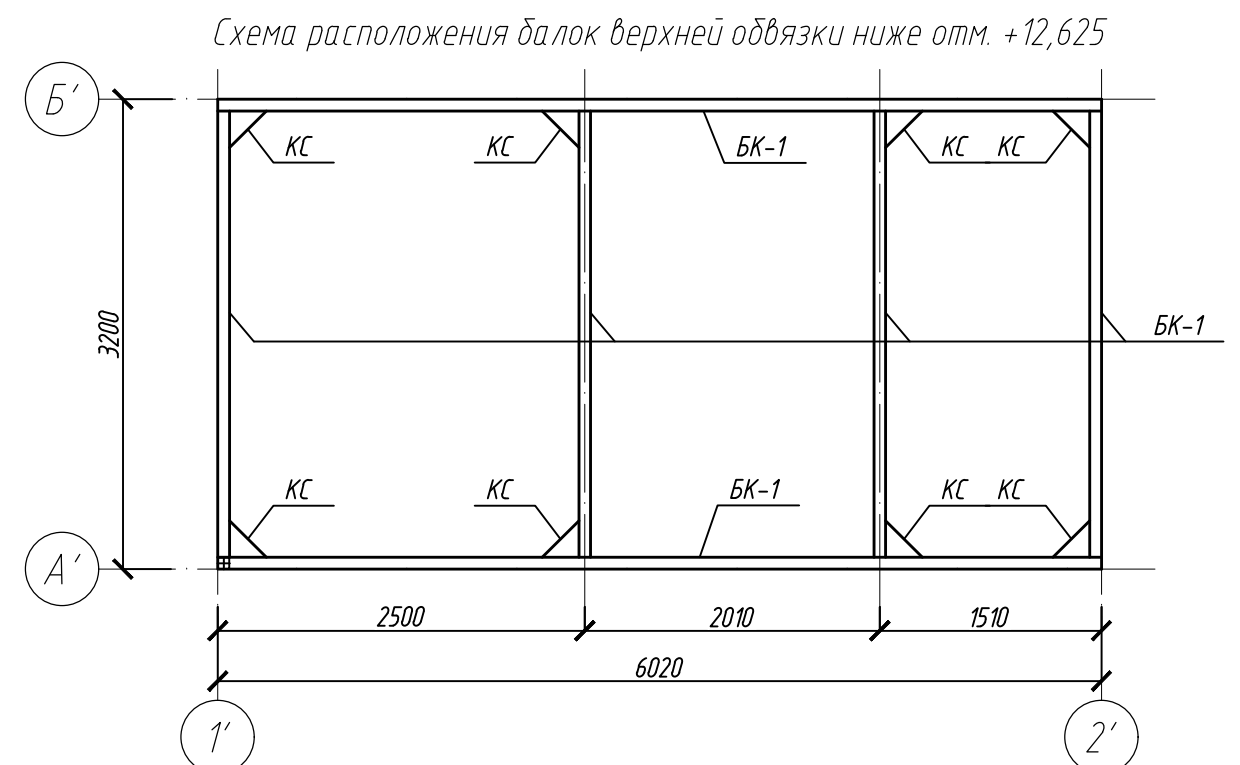 Схема расположения балок верхней обвязки ниже отм. +12,625
Б'
КС КС БК-1 КС КС
3200
БК-1
КС КС БК-1 КС КС
А'
2500 2010 1510
6020
1' 2'